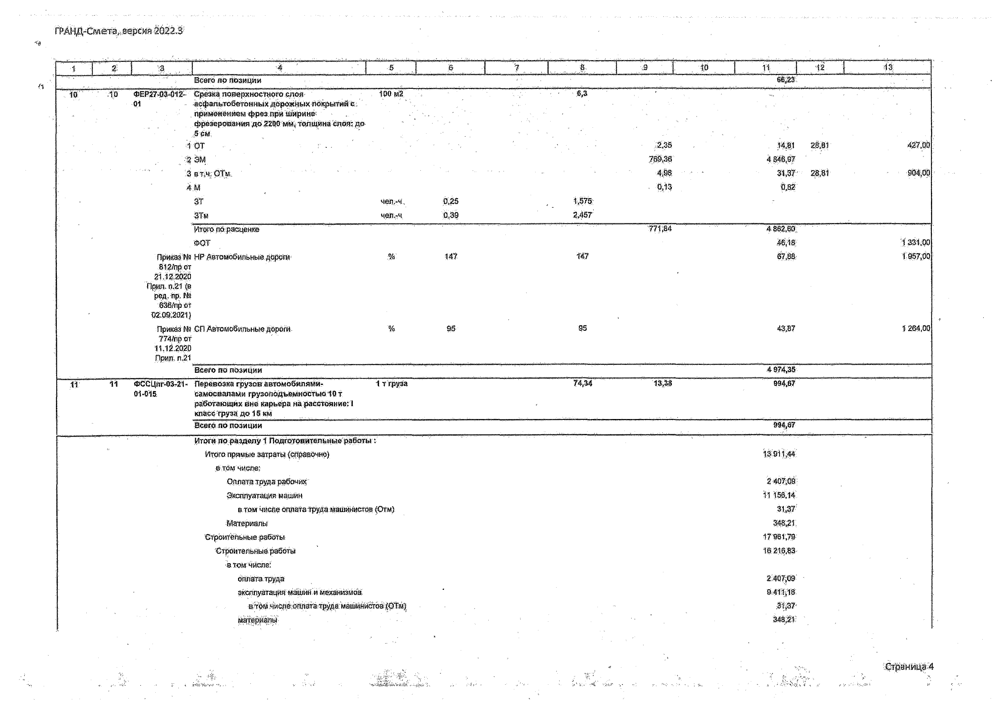 ГРАНД-Смета, версия 2022.3
1 2 3 4 5 6 7 8 9 10 11 12 13
Всего по позиции 66,23
10 10 ФЕР27-03-012- Срезка поверхностного слоя 100 м2 6,3
01 асфальтобетонных дорожных покрытий с
применением фрез при ширине
фрезерования до 2200 мм, толщина слоя: до
5 см
1 ОТ 2,35 14,81 28,81 427,00
2 ЭМ 769,36 4 846,97
3 в т.ч. ОТм 4,98 31,37 28,81 904,00
4 М 0,13 0,82
ЗТ чел.-ч 0,25 1,575
ЗТм чел.-ч 0,39 2,457
Итого по расценке 771,84 4 862,60
ФОТ 46,18 1 331,00
Приказ № НР Автомобильные дороги % 147 147 67,88 1 957,00
812/пр от
21.12.2020
Прил. п.21 (в
ред. пр. №
636/пр от
02.09.2021)
Приказ № СП Автомобильные дороги % 95 95 43,87 1 264,00
774/пр от
11.12.2020
Прил. п.21
Всего по позиции 4 974,35
11 11 ФССЦпг-03-21- Перевозка грузов автомобилями- 1 т груза 74,34 13,38 994,67
01-015 самосвалами грузоподъемностью 10 т
работающих вне карьера на расстояние: I
класс груза до 15 км
Всего по позиции 994,67
Итоги по разделу 1 Подготовительные работы :
Итого прямые затраты (справочно) 13 911,44
в том числе:
Оплата труда рабочих 2 407,09
Эксплуатация машин 11 156,14
в том числе оплата труда машинистов (Отм) 31,37
Материалы 348,21
Строительные работы 17 961,79
Строительные работы 16 216,83
в том числе:
оплата труда 2 407,09
эксплуатация машин и механизмов 9 411,18
в том числе оплата труда машинистов (ОТм) 31,37
материалы 348,21
Страница 4